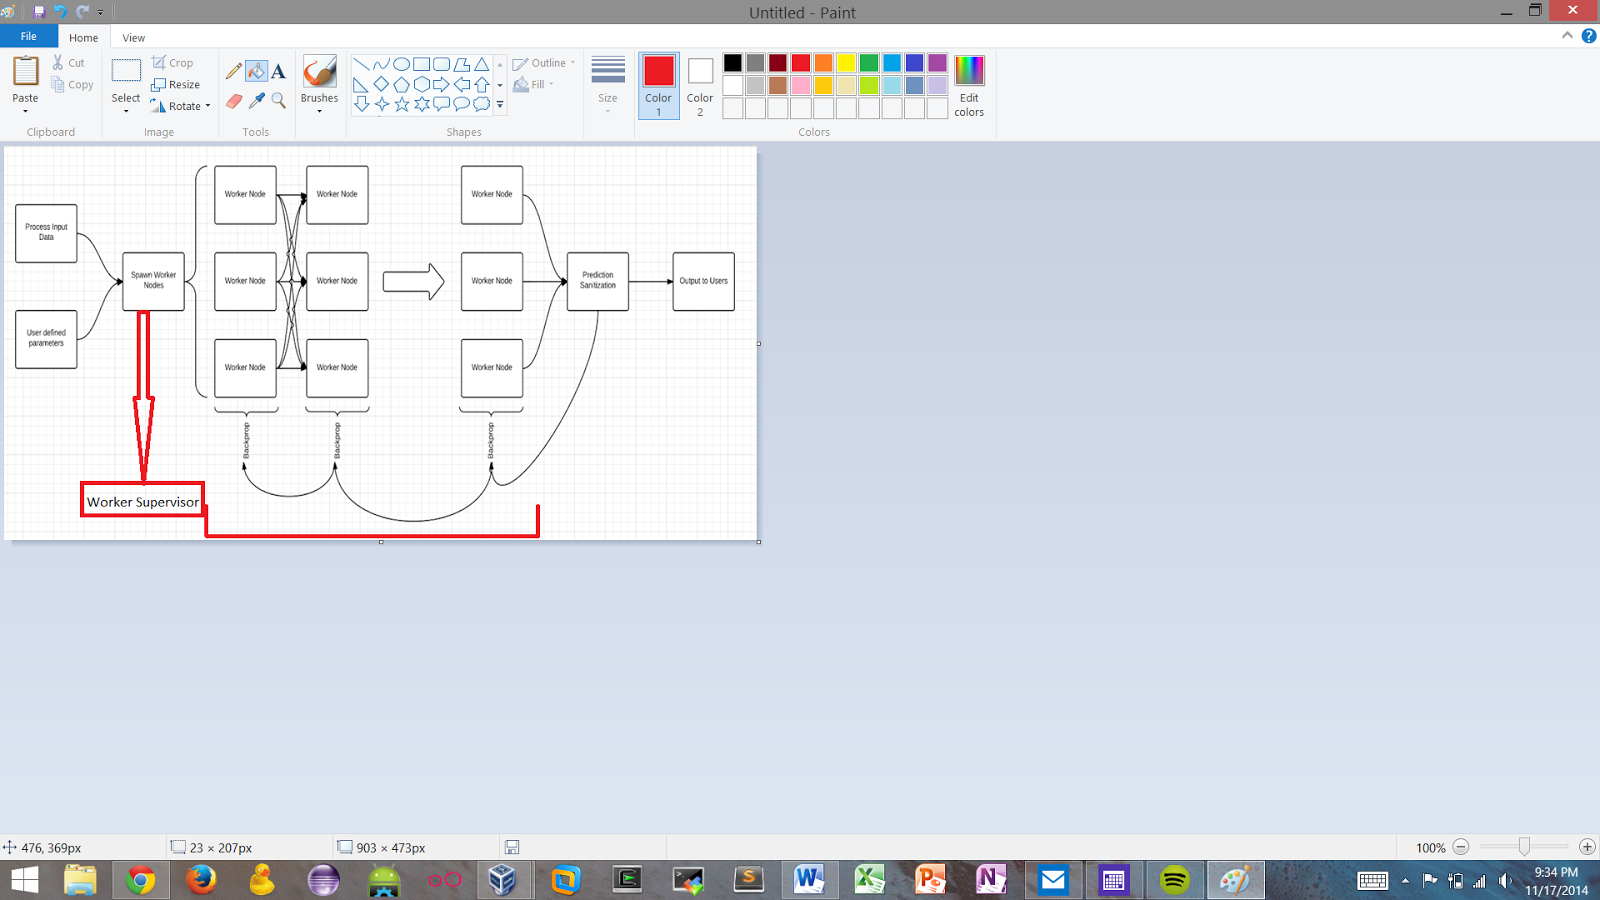 Untitled - Paint
File
Home
View
Paste
Cut
Copy
Clipboard
Select
Crop
Resize
Rotate
Image
A
Tools
Brushes
Outline
Fill
Shapes
Size
Color
1
Color
2
Edit
colors
Colors
Process Input
Data
User defined
parameters
Spawn Worker
Nodes
Worker Node
Worker Node
Worker Node
Worker Node
Worker Node
Worker Node
Worker Node
Worker Node
Worker Node
Prediction
Sanitization
Output to Users
Backprop
Backprop
Backprop
Worker Supervisor
476, 369px
23 × 207px
903 × 473px
100%
9:34 PM
11/17/2014